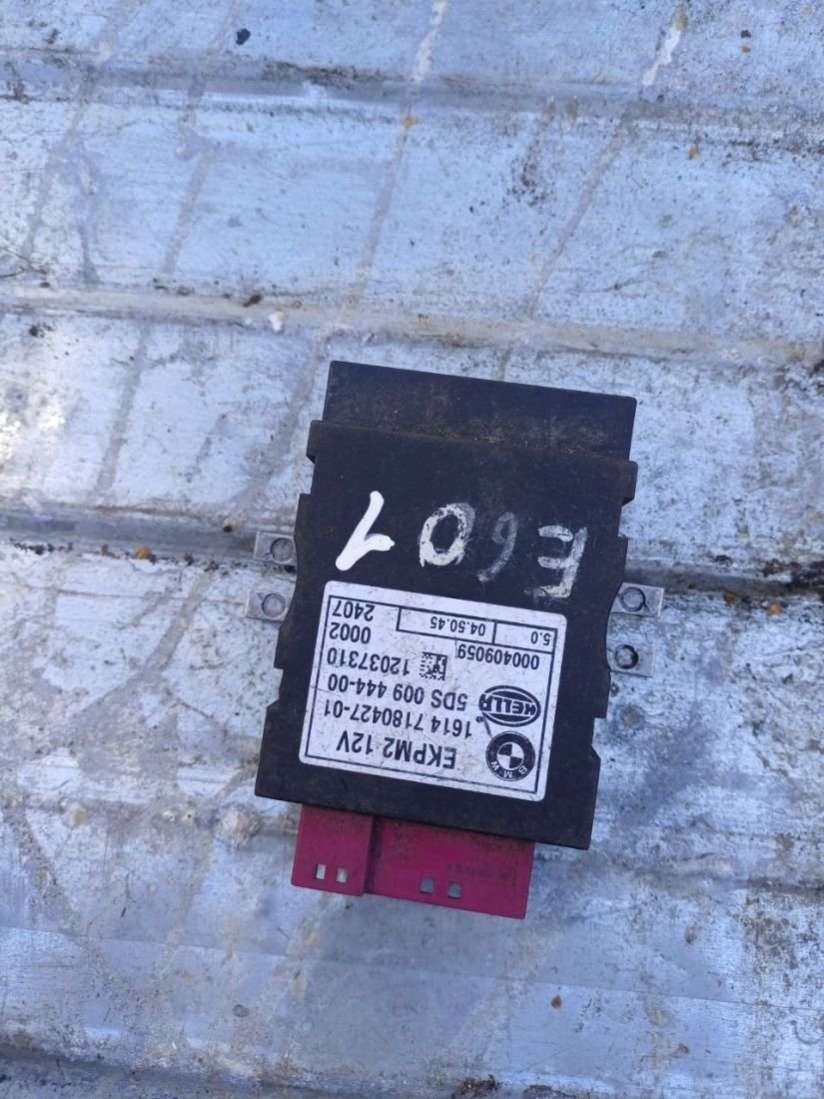 E601
BMW
EKPM2 12V
1614 7180427-01
HELLA
5DS 009 444-00
000409059
12037310
0002
5.0
04.50.45
2407